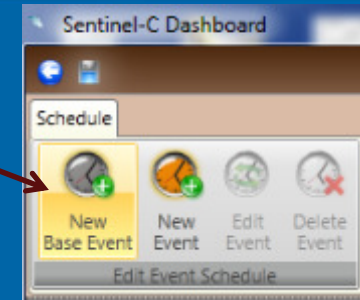 Sentinel-C Dashboard
Schedule
New
Base Event
New
Event
Edit
Event
Delete
Event
Edit Event Schedule